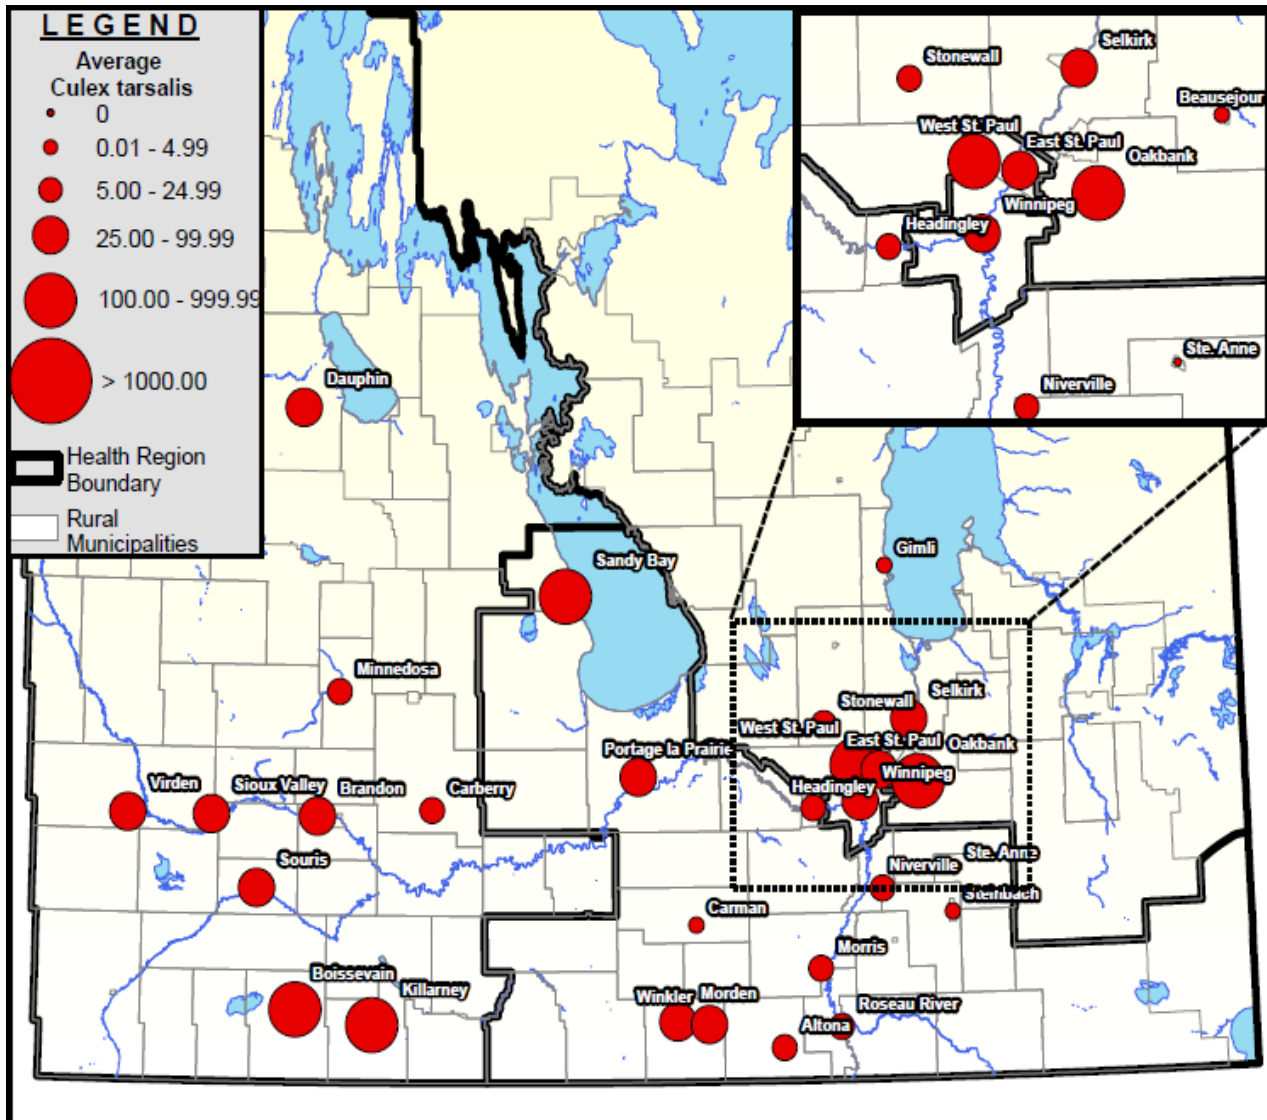 LEGEND
Average
Culex tarsalis
0
0.01 - 4.99
5.00 - 24.99
25.00 - 99.99
100.00 - 999.99
> 1000.00
Health Region
Boundary
Rural
Municipalities
Stonewall
Selkirk
Beausejour
West St. Paul
East St. Paul
Oakbank
Winnipeg
Headingley
Ste. Anne
Niverville
Dauphin
Sandy Bay
Gimli
Minnedosa
Stonewall
Selkirk
West St. Paul
East St. Paul
Oakbank
Portage la Prairie
Winnipeg
Headingley
Virden
Sioux Valley
Brandon
Carberry
Souris
Niverville
Ste. Anne
Steinbach
Carman
Morris
Boissevain
Killarney
Winkler
Morden
Roseau River
Altona